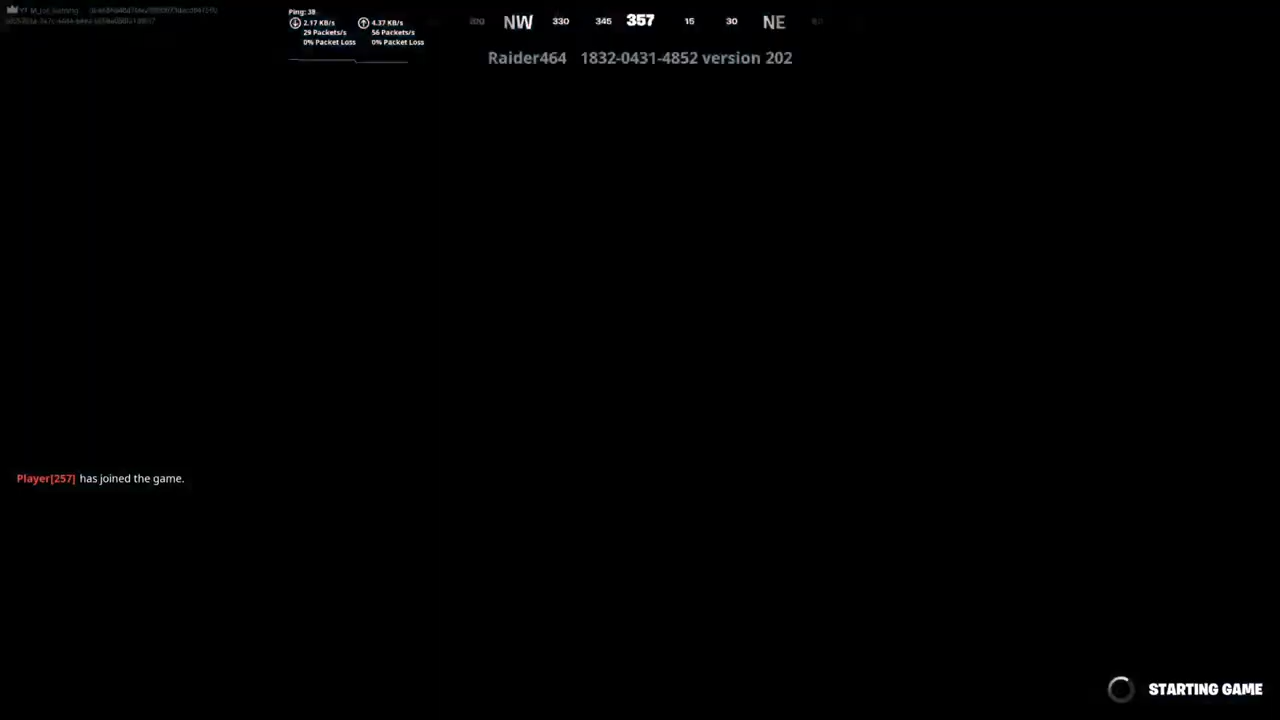 Ping: 38
2.17 KB/s 4.37 KB/s
29 Packets/s 56 Packets/s
0% Packet Loss 0% Packet Loss
NW 330 345 357 15 30 NE
Raider464 1832-0431-4852 version 202
Player[257] has joined the game.
STARTING GAME